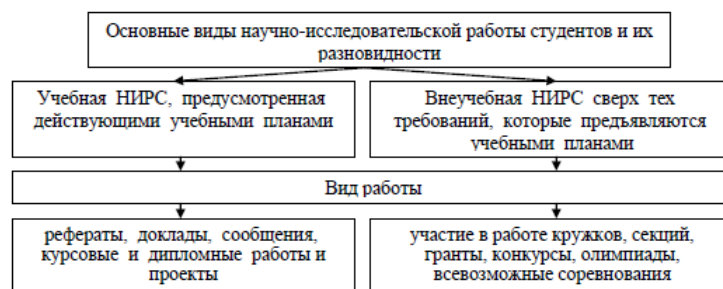 Основные виды научно-исследовательской работы студентов и их
разновидности
Учебная НИРС, предусмотренная
действующими учебными планами
Внеучебная НИРС сверх тех
требований, которые предъявляются
учебными планами
Вид работы
рефераты, доклады, сообщения,
курсовые и дипломные работы и
проекты
участие в работе кружков, секций,
гранты, конкурсы, олимпиады,
всевозможные соревнования